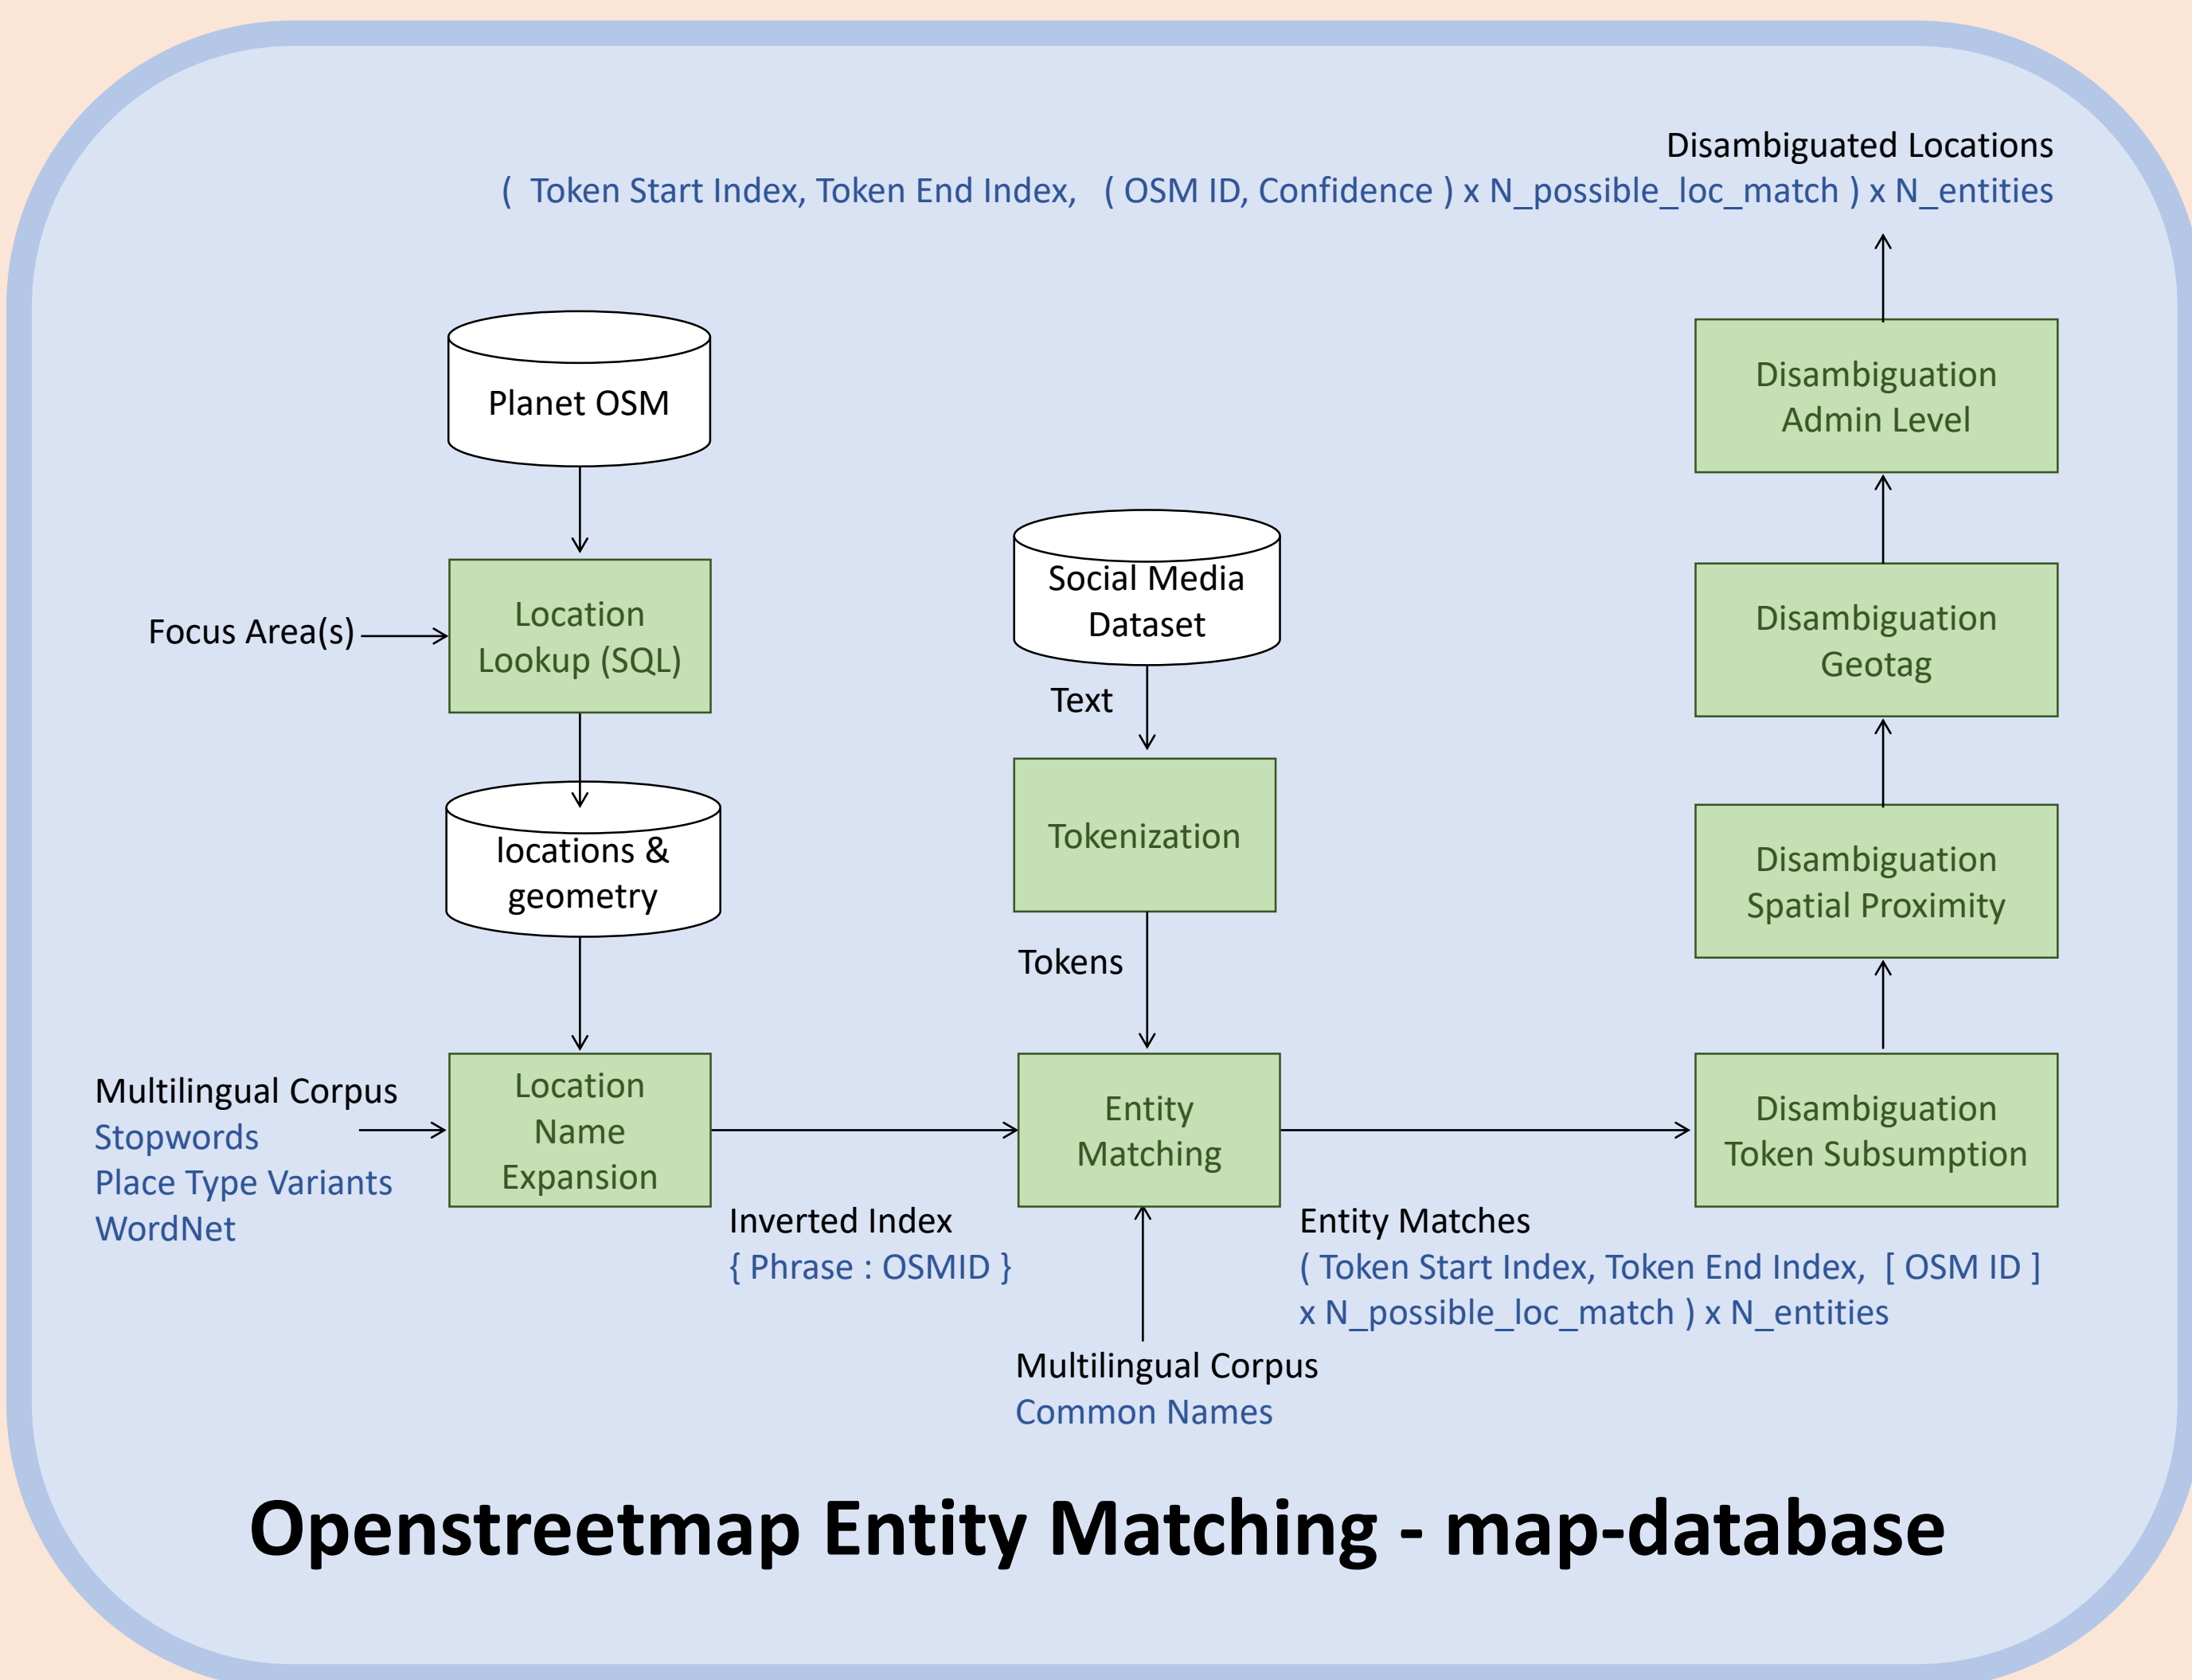 Disambiguated Locations
( Token Start Index, Token End Index, ( OSM ID, Confidence ) x N_possible_loc_match ) x N_entities
Planet OSM
Focus Area(s)
Location
Lookup (SQL)
locations &
geometry
Multilingual Corpus
Stopwords
Place Type Variants
WordNet
Location
Name
Expansion
Inverted Index
{ Phrase : OSMID }
Social Media
Dataset
Text
Tokenization
Tokens
Entity
Matching
Multilingual Corpus
Common Names
Entity Matches
( Token Start Index, Token End Index, [ OSM ID ]
x N_possible_loc_match ) x N_entities
Disambiguation
Token Subsumption
Disambiguation
Spatial Proximity
Disambiguation
Geotag
Disambiguation
Admin Level
Openstreetmap Entity Matching - map-database